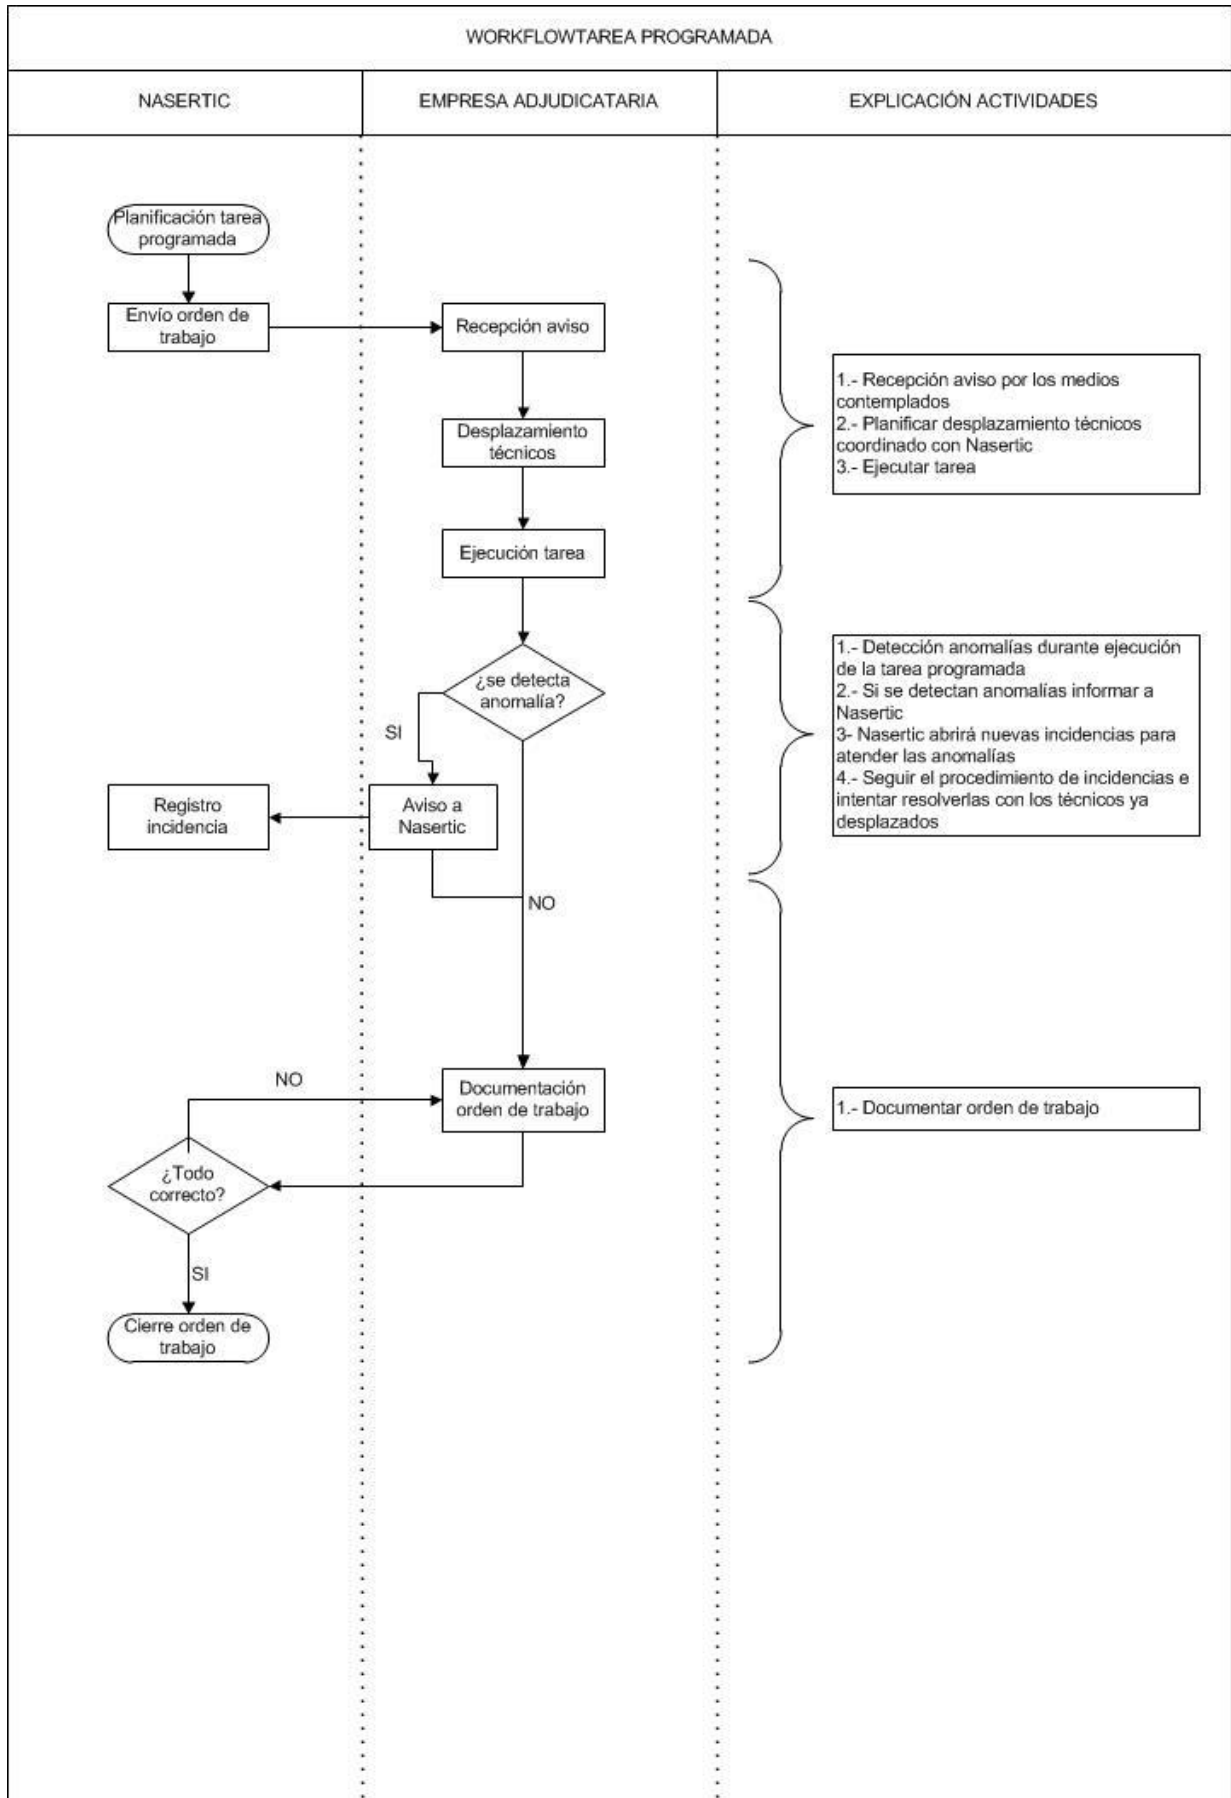 WORKFLOWTAREA PROGRAMADA
NASERTIC
EMPRESA ADJUDICATARIA
EXPLICACIÓN ACTIVIDADES
Planificación tarea
programada
Envío orden de
trabajo
Recepción aviso
Desplazamiento
técnicos
Ejecución tarea
1.- Recepción aviso por los medios
contemplados
2.- Planificar desplazamiento técnicos
coordinado con Nasertic
3.- Ejecutar tarea
¿se detecta
anomalía?
SI
Aviso a
Nasertic
Registro
incidencia
NO
1.- Detección anomalías durante ejecución
de la tarea programada
2.- Si se detectan anomalías informar a
Nasertic
3- Nasertic abrirá nuevas incidencias para
atender las anomalías
4.- Seguir el procedimiento de incidencias e
intentar resolverlas con los técnicos ya
desplazados
NO
Documentación
orden de trabajo
1.- Documentar orden de trabajo
¿Todo
correcto?
SI
Cierre orden de
trabajo